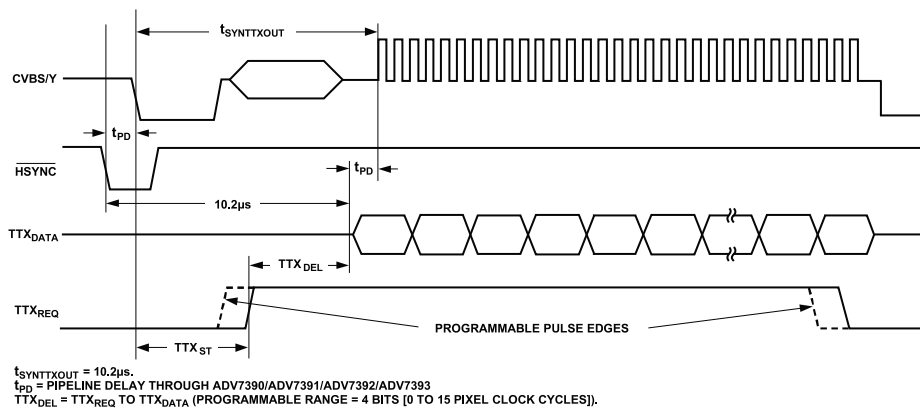 tSYNTTXOUT
CVBS/Y
tPD
HSYNC
tPD
10.2µs
TTXDATA
TTXDEL
TTXREQ
PROGRAMMABLE PULSE EDGES
TTXST
tSYNTTXOUT = 10.2µs.
tPD = PIPELINE DELAY THROUGH ADV7390/ADV7391/ADV7392/ADV7393
TTXDEL = TTXREQ TO TTXDATA (PROGRAMMABLE RANGE = 4 BITS [0 TO 15 PIXEL CLOCK CYCLES]).